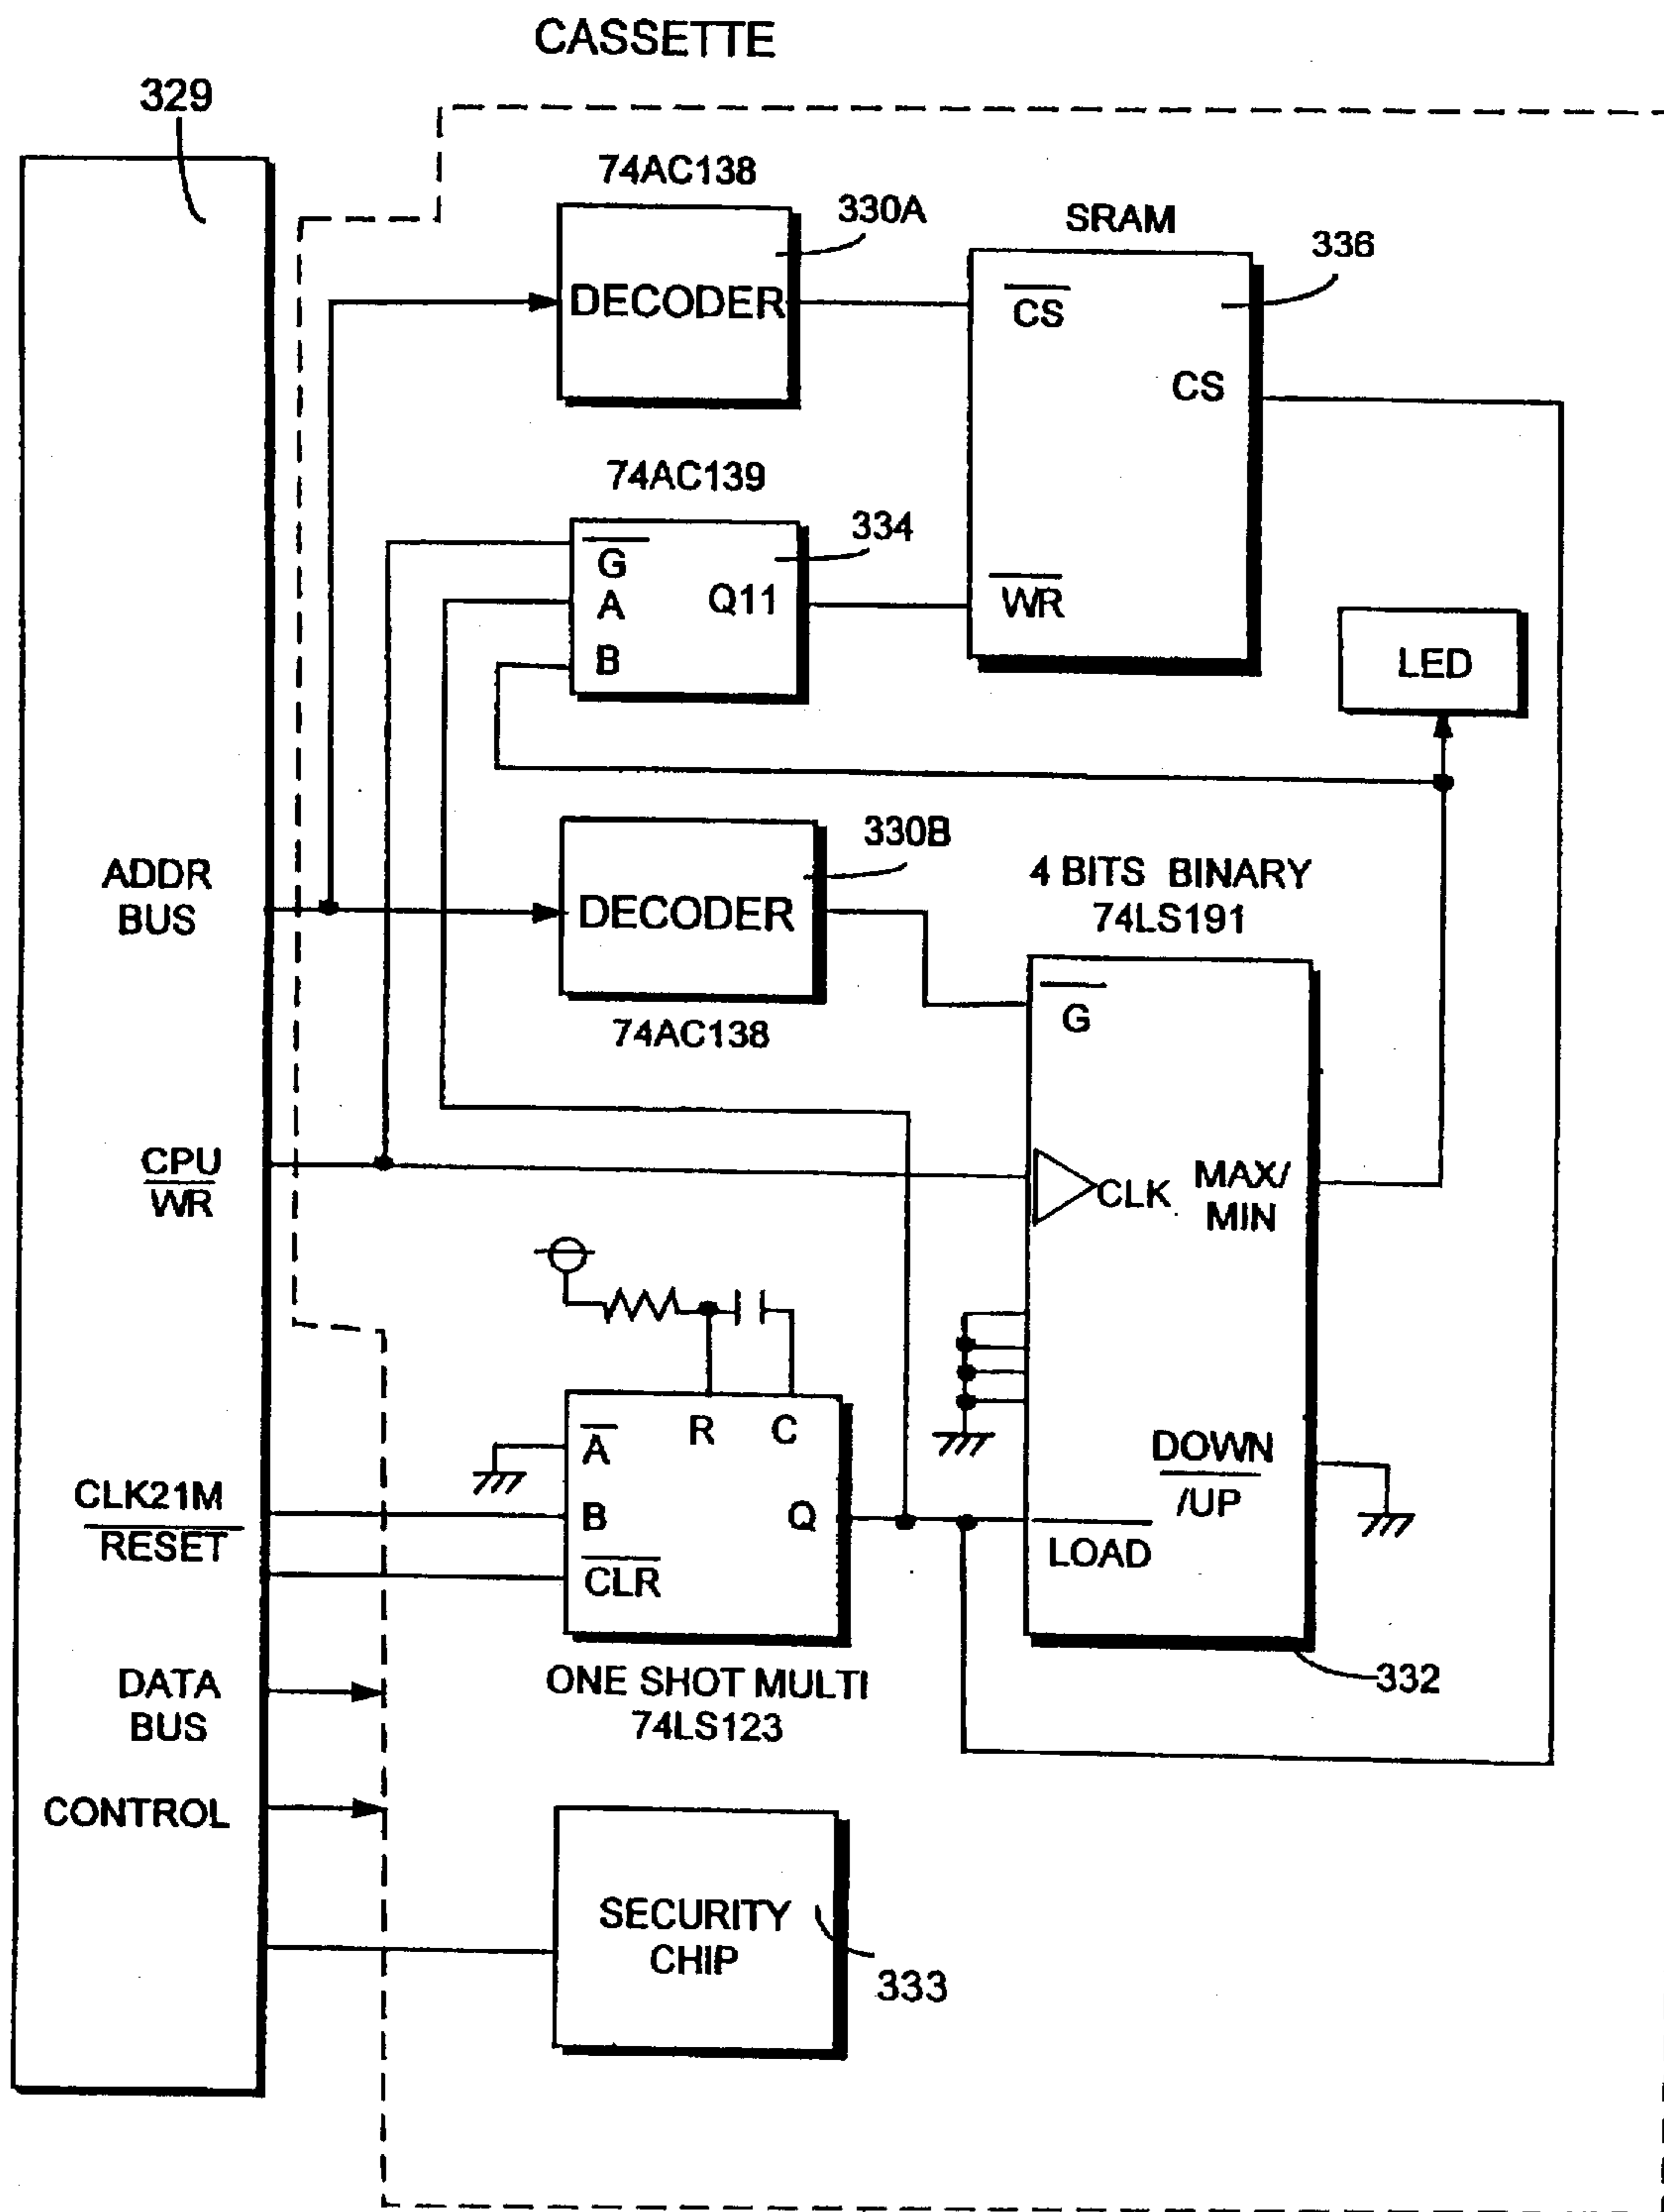 CASSETTE
329
74AC138
330A
DECODER
SRAM
336
CS
CS
WR
74AC139
334
G
A
B
Q11
LED
ADDR
BUS
330B
DECODER
74AC138
4 BITS BINARY
74LS191
G
CLK
MAX/
MIN
DOWN
/UP
LOAD
332
CPU
WR
R
C
A
B
Q
CLR
CLK21M
RESET
ONE SHOT MULTI
74LS123
DATA
BUS
CONTROL
SECURITY
CHIP
333